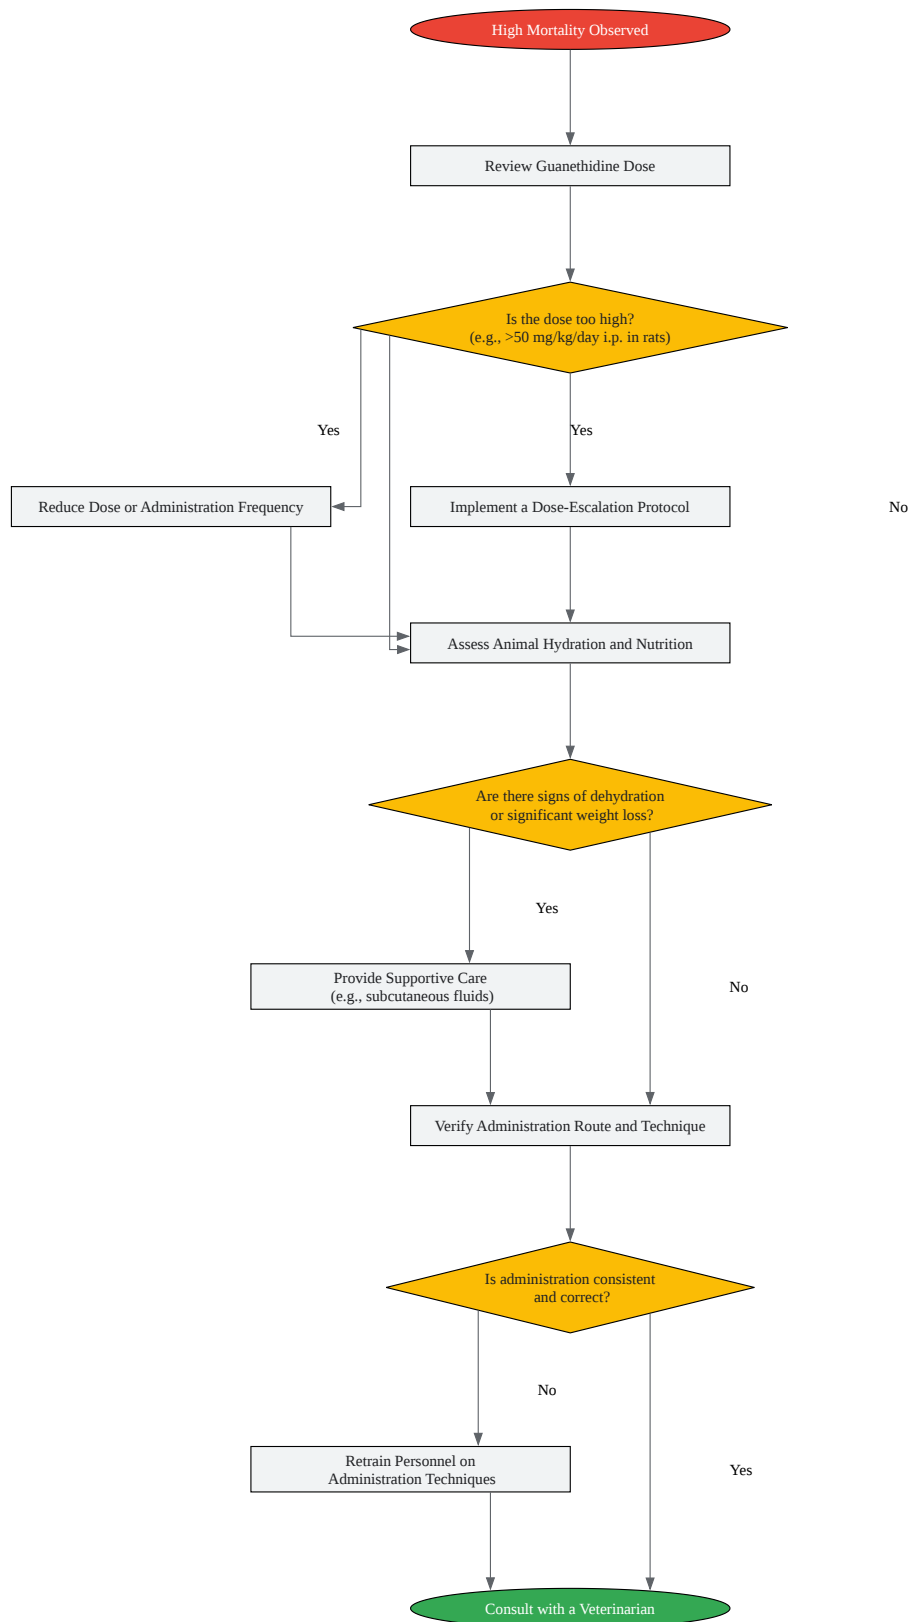 High Mortality Observed
Review Guanethidine Dose
Is the dose too high?
(e.g., >50 mg/kg/day i.p. in rats)
Yes
Yes
Reduce Dose or Administration Frequency
Implement a Dose-Escalation Protocol
No
Assess Animal Hydration and Nutrition
Are there signs of dehydration
or significant weight loss?
Yes
Provide Supportive Care
(e.g., subcutaneous fluids)
No
Verify Administration Route and Technique
Is administration consistent
and correct?
No
Retrain Personnel on
Administration Techniques
Yes
Consult with a Veterinarian